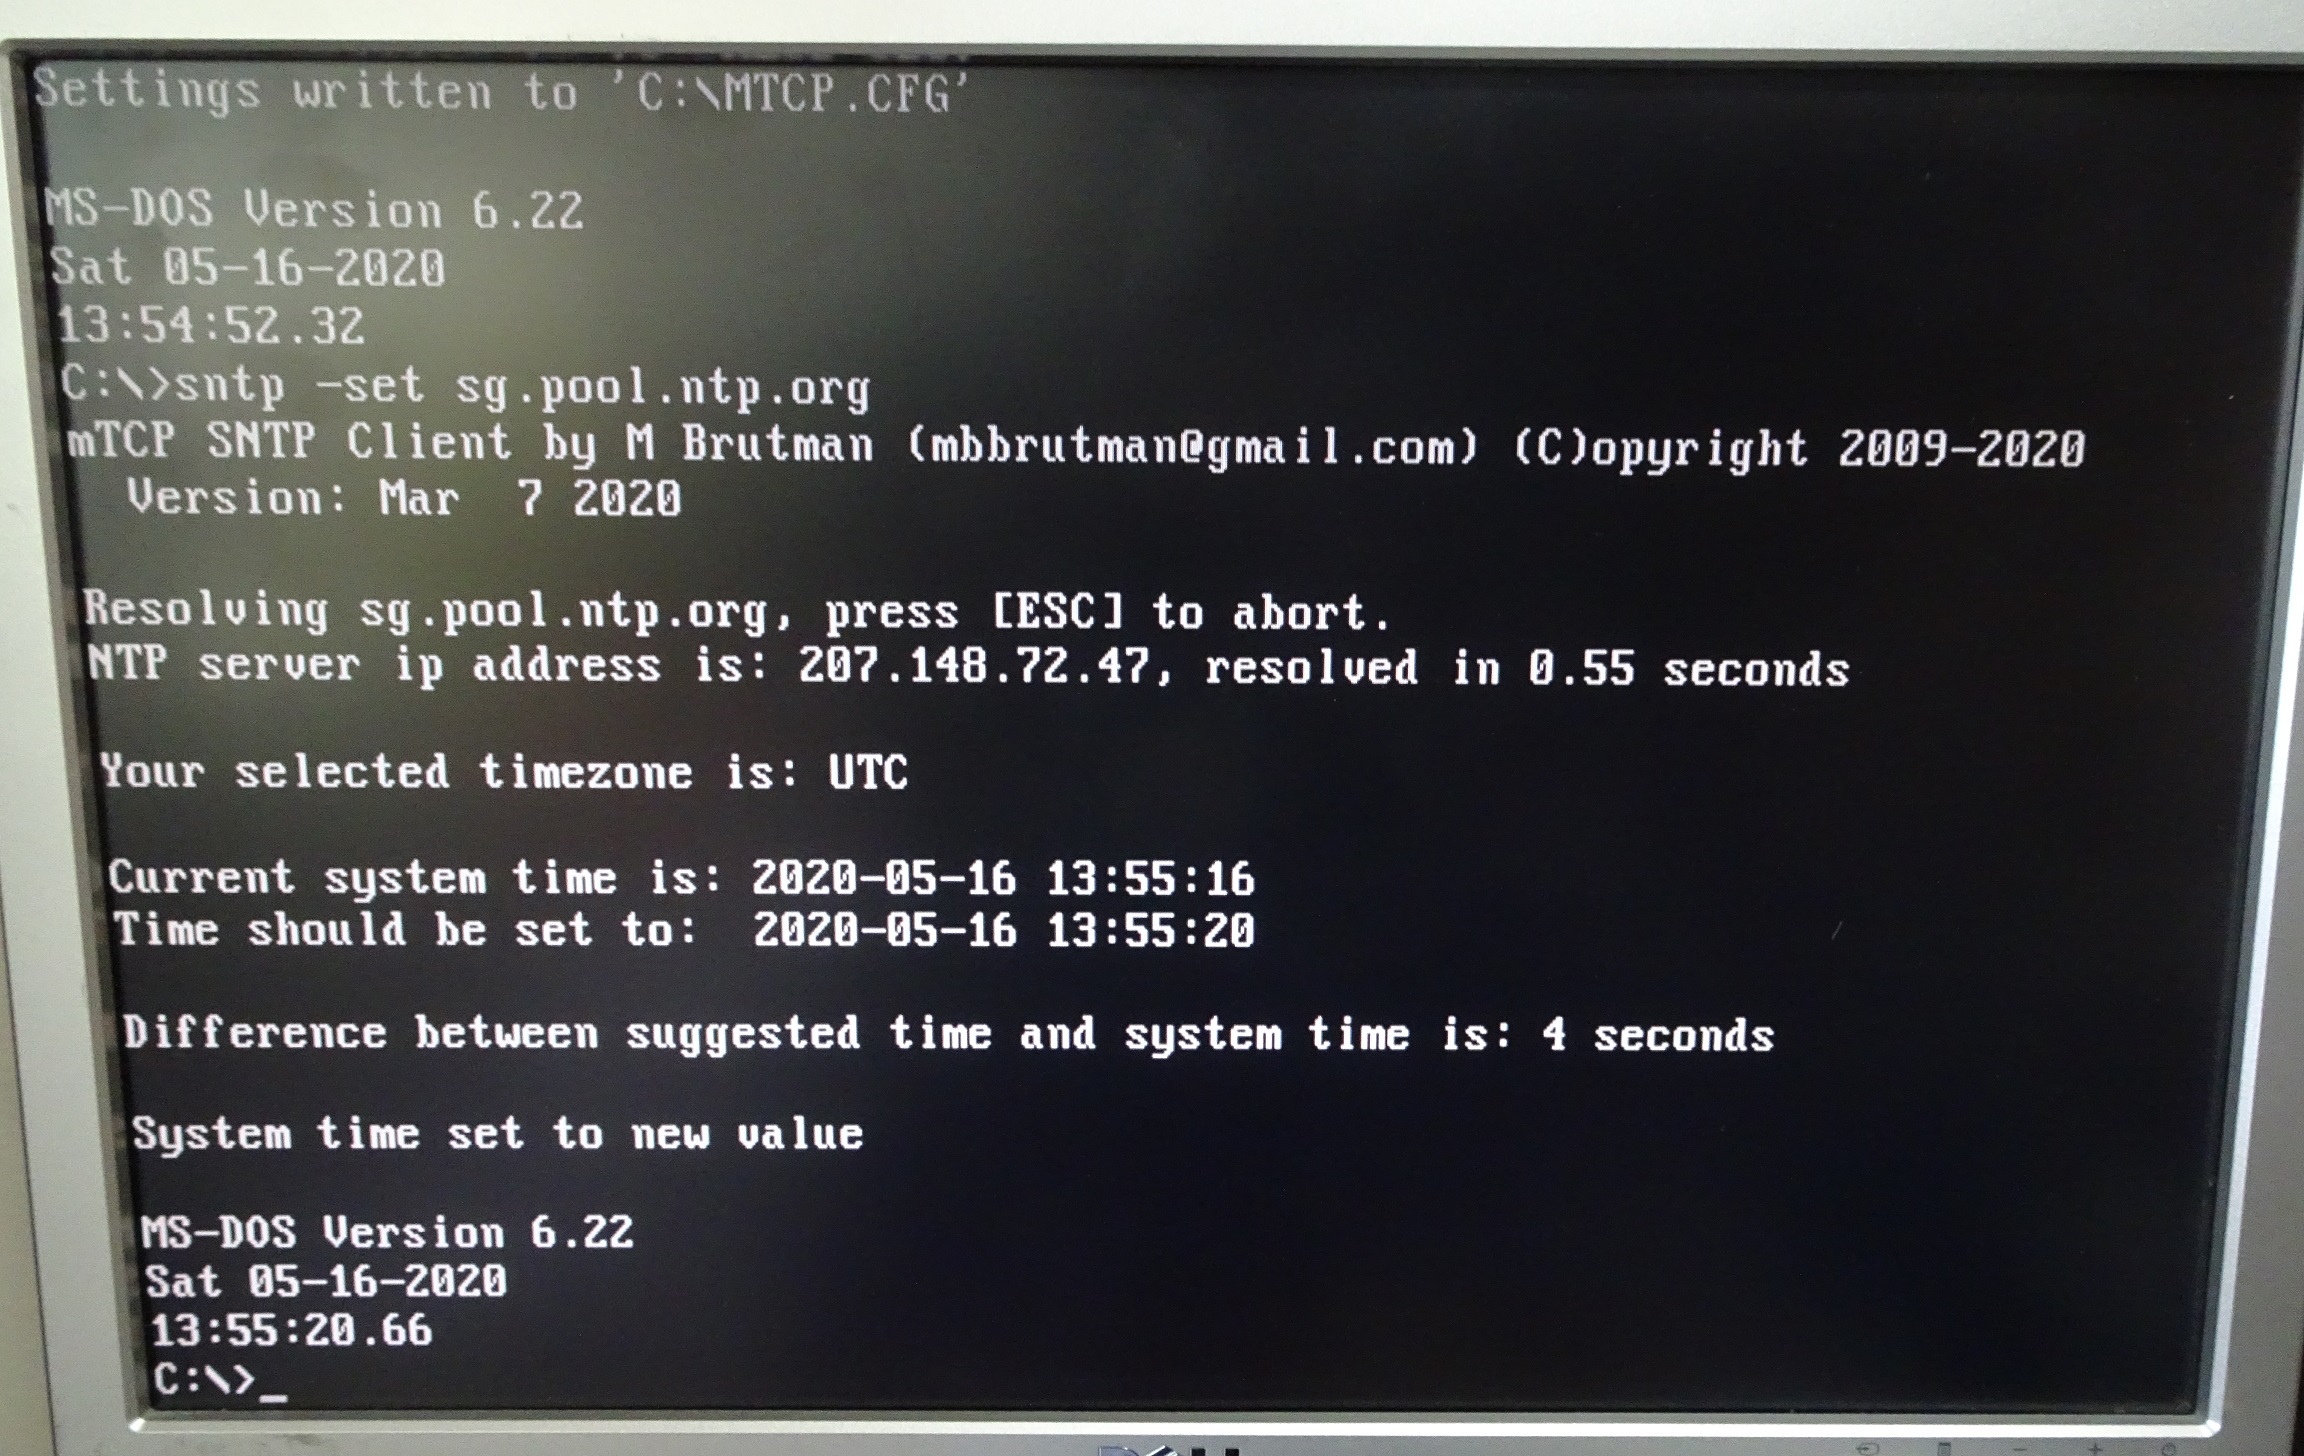 Settings written to 'C:\MTCP.CFG'
MS-DOS Version 6.22
Sat 05-16-2020
13:54:52.32
C:\>sntp -set sg.pool.ntp.org
mTCP SNTP Client by M Brutman (mbbrutman@gmail.com) (C)opyright 2009-2020
Version: Mar  7 2020
Resolving sg.pool.ntp.org, press [ESC] to abort.
NTP server ip address is: 207.148.72.47, resolved in 0.55 seconds
Your selected timezone is: UTC
Current system time is: 2020-05-16 13:55:16
Time should be set to:  2020-05-16 13:55:20
Difference between suggested time and system time is: 4 seconds
System time set to new value
MS-DOS Version 6.22
Sat 05-16-2020
13:55:20.66
C:\>_